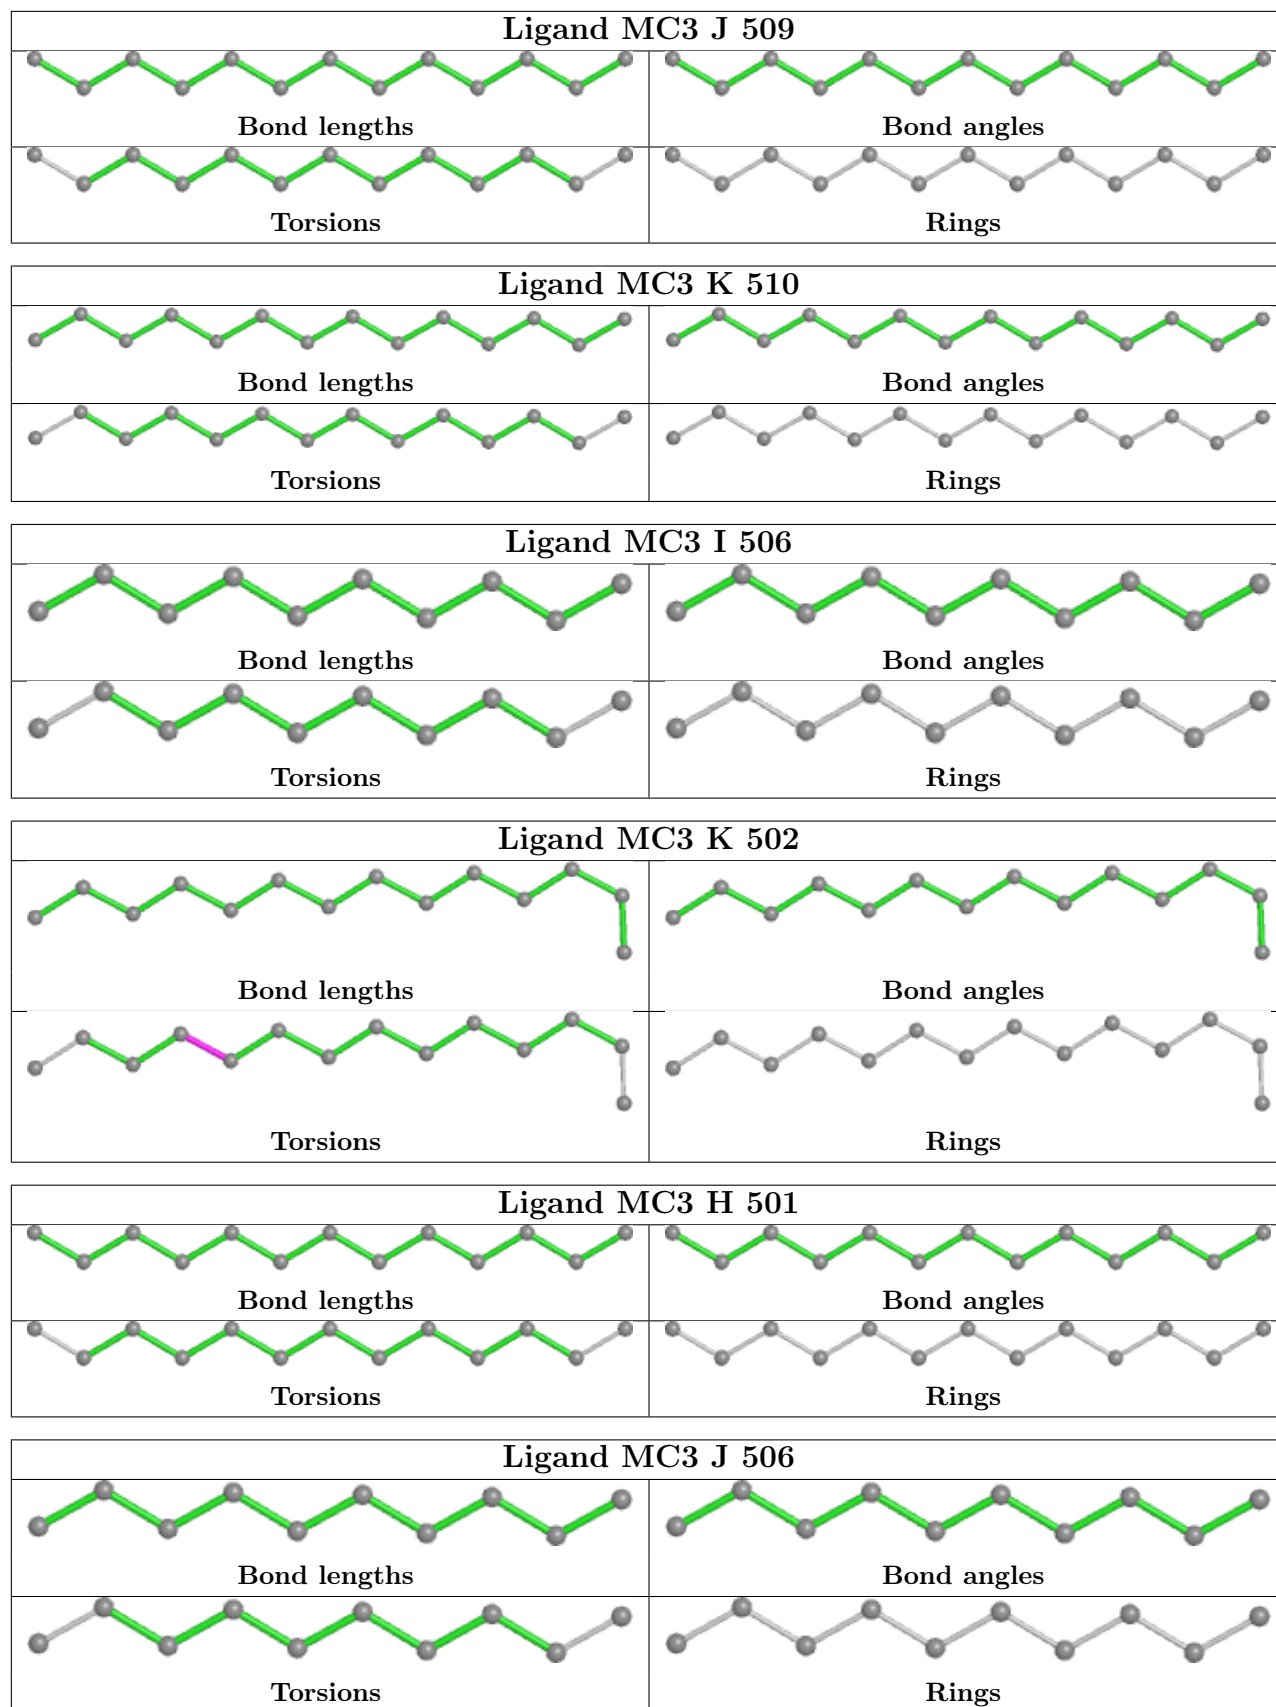 Ligand MC3 J 509
Bond lengths Bond angles
Torsions Rings
Ligand MC3 K 510
Bond lengths Bond angles
Torsions Rings
Ligand MC3 I 506
Bond lengths Bond angles
Torsions Rings
Ligand MC3 K 502
Bond lengths Bond angles
Torsions Rings
Ligand MC3 H 501
Bond lengths Bond angles
Torsions Rings
Ligand MC3 J 506
Bond lengths Bond angles
Torsions Rings